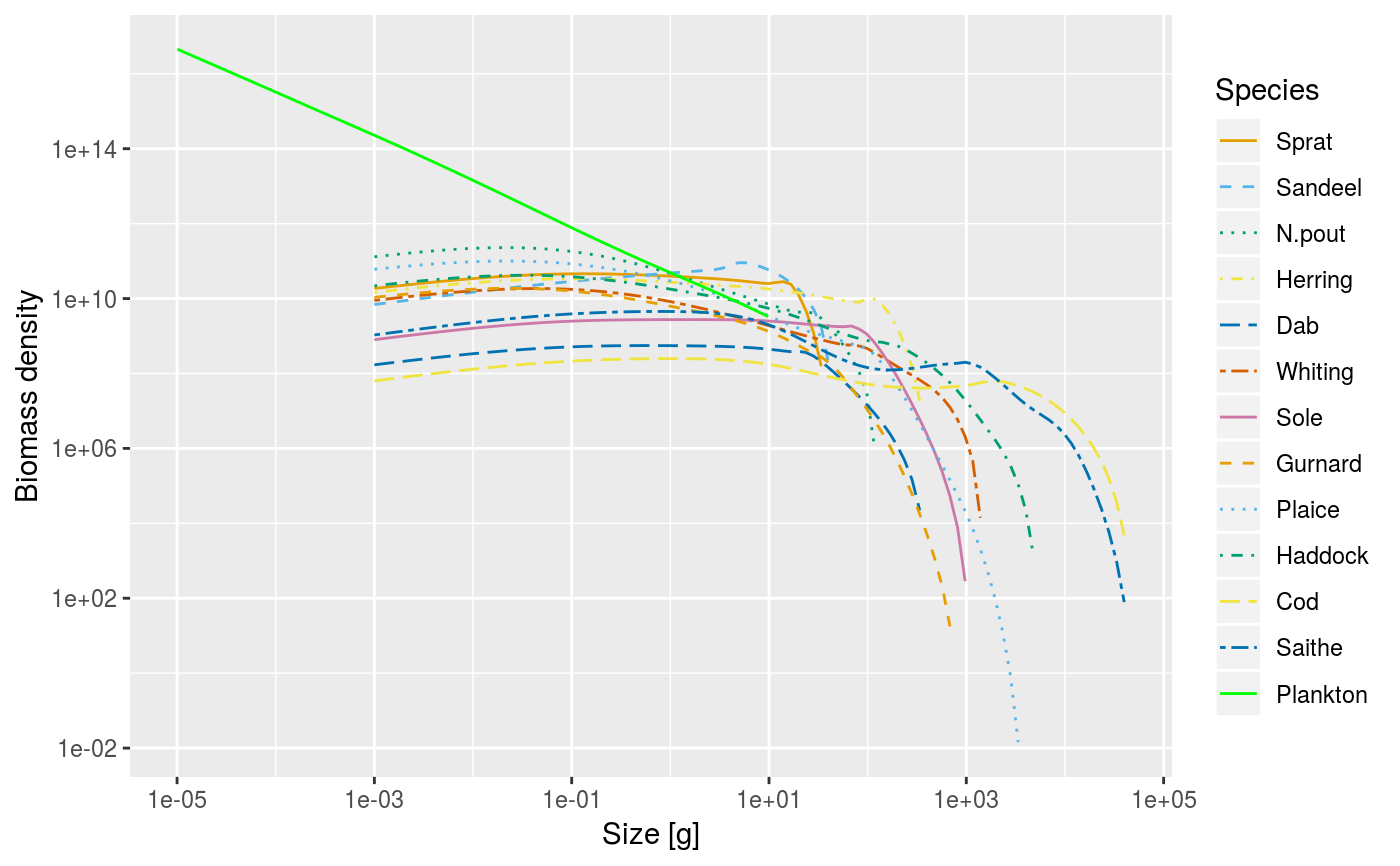 Biomass density
1e+14
1e+10
1e+06
1e+02
1e-02
1e-05
1e-03
1e-01
1e+01
1e+03
1e+05
Size [g]
Species
Sprat
Sandeel
N.pout
Herring
Dab
Whiting
Sole
Gurnard
Plaice
Haddock
Cod
Saithe
Plankton